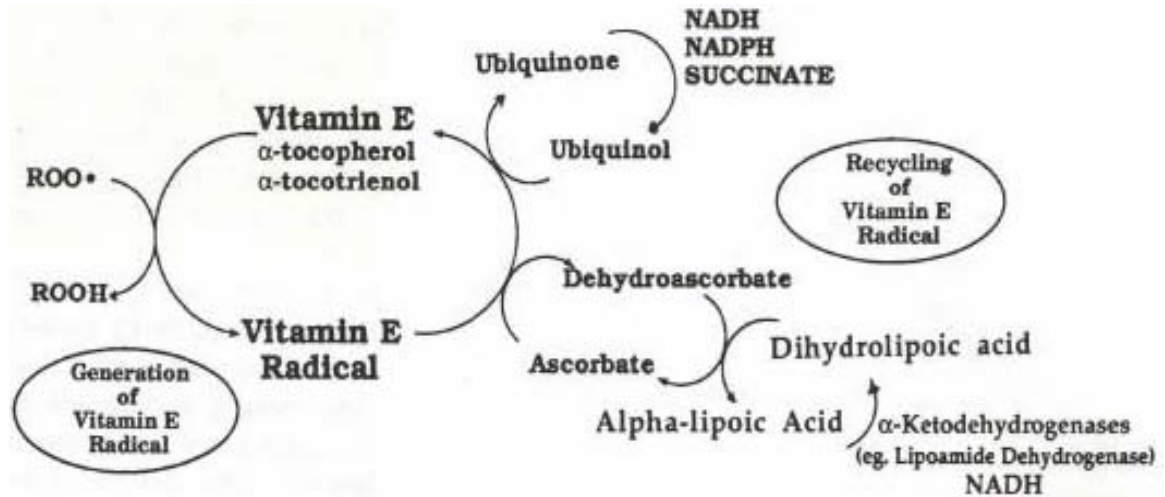 NADH
NADPH
SUCCINATE
Ubiquinone
Ubiquinol
Vitamin E
α-tocopherol
α-tocotrienol
ROO•
ROOH
Vitamin E
Radical
Generation
of
Vitamin E
Radical
Recycling
of
Vitamin E
Radical
Dehydroascorbate
Ascorbate
Dihydrolipoic acid
Alpha-lipoic Acid
α-Ketodehydrogenases
(eg. Lipoamide Dehydrogenase)
NADH